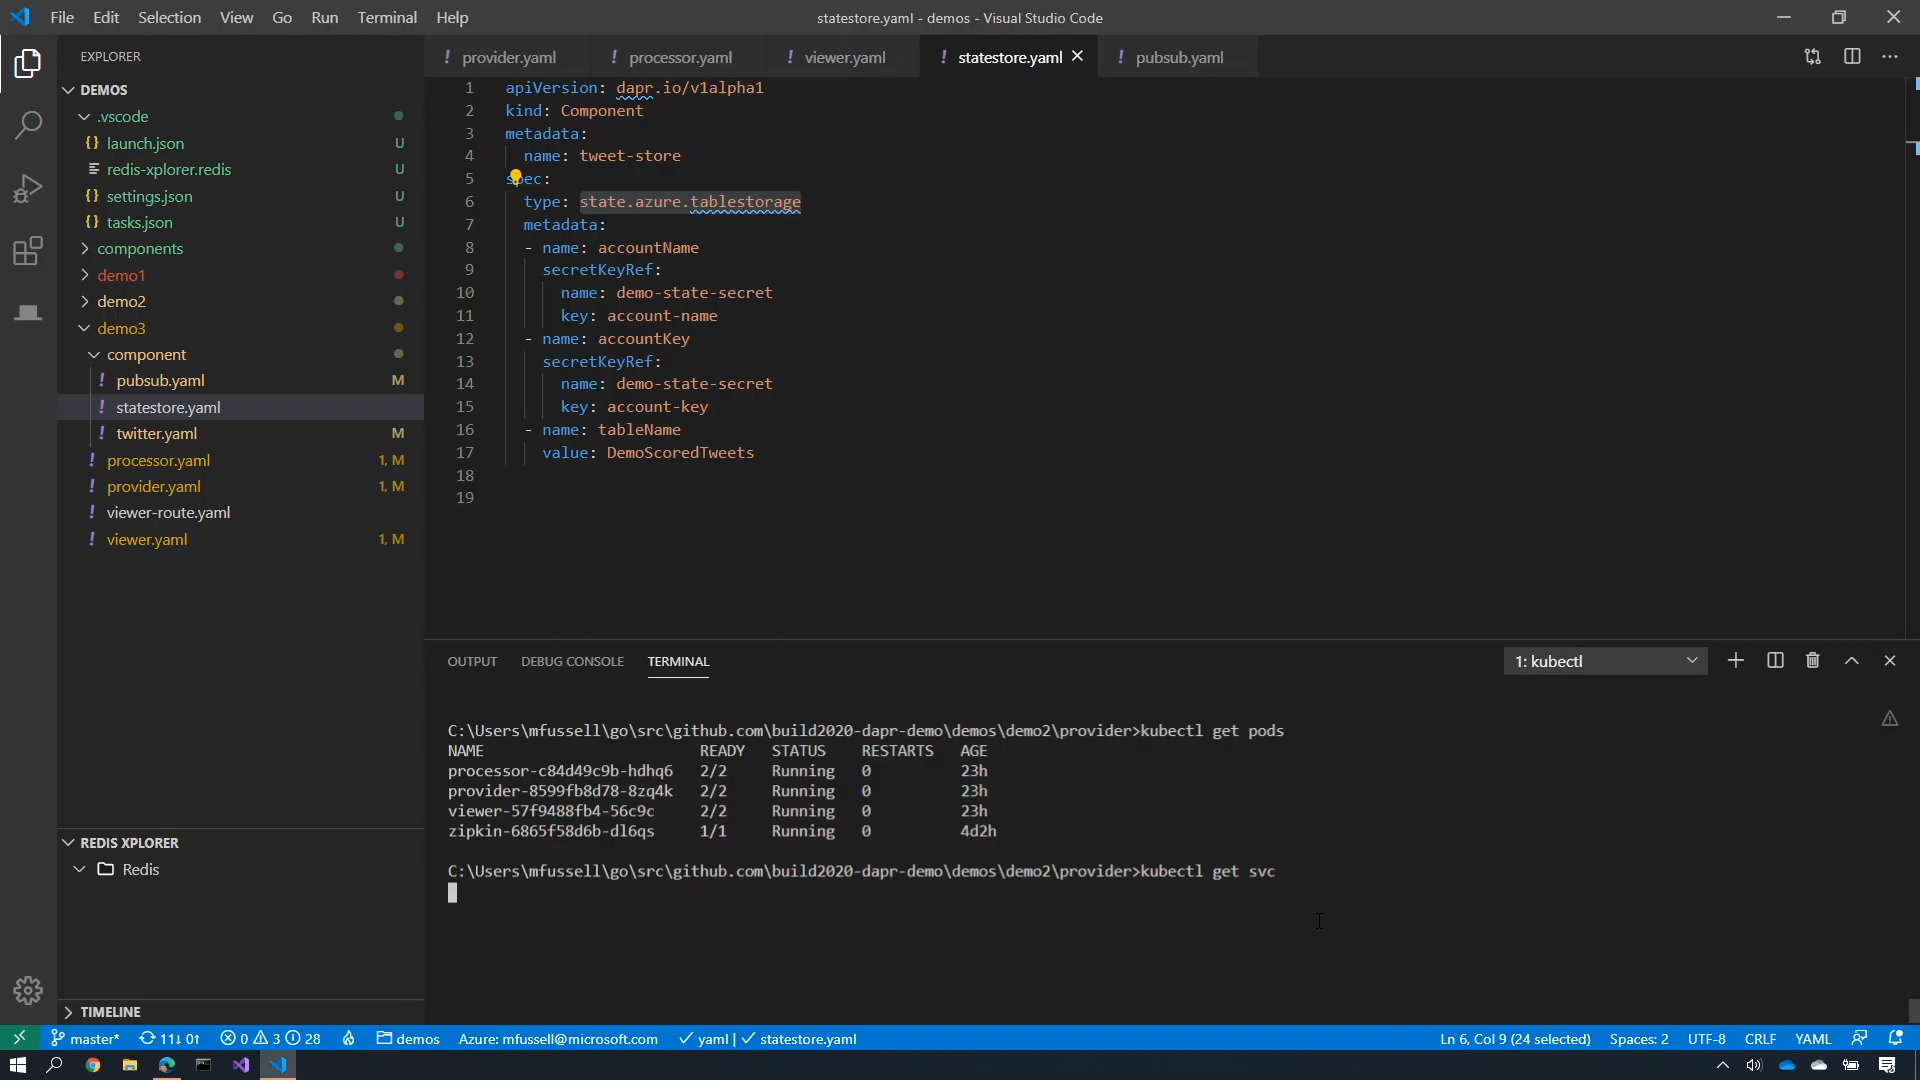 File Edit Selection View Go Run Terminal Help
statestore.yaml - demos - Visual Studio Code
EXPLORER
DEMOS
.vscode
{} launch.json U
redis-xplorer.redis U
{} settings.json U
{} tasks.json U
components
demo1
demo2
demo3
component
! pubsub.yaml M
! statestore.yaml
! twitter.yaml M
! processor.yaml 1, M
! provider.yaml 1, M
! viewer-route.yaml
! viewer.yaml 1, M
REDIS XPLORER
Redis
TIMELINE
! provider.yaml ! processor.yaml ! viewer.yaml ! statestore.yaml ! pubsub.yaml
1 apiVersion: dapr.io/v1alpha1
2 kind: Component
3 metadata:
4 name: tweet-store
5 spec:
6 type: state.azure.tablestorage
7 metadata:
8 - name: accountName
9 secretKeyRef:
10 name: demo-state-secret
11 key: account-name
12 - name: accountKey
13 secretKeyRef:
14 name: demo-state-secret
15 key: account-key
16 - name: tableName
17 value: DemoScoredTweets
18
19
OUTPUT DEBUG CONSOLE TERMINAL
1: kubectl
C:\Users\mfussell\go\src\github.com\build2020-dapr-demo\demos\demo2\provider>kubectl get pods
NAME READY STATUS RESTARTS AGE
processor-c84d49c9b-hdhq6 2/2 Running 0 23h
provider-8599fb8d78-8zq4k 2/2 Running 0 23h
viewer-57f9488fb4-56c9c 2/2 Running 0 23h
zipkin-6865f58d6b-dl6qs 1/1 Running 0 4d2h
C:\Users\mfussell\go\src\github.com\build2020-dapr-demo\demos\demo2\provider>kubectl get svc
master* 11↓ 0↑ 0 3 28 demos Azure: mfussell@microsoft.com ✓ yaml | ✓ statestore.yaml
Ln 6, Col 9 (24 selected) Spaces: 2 UTF-8 CRLF YAML